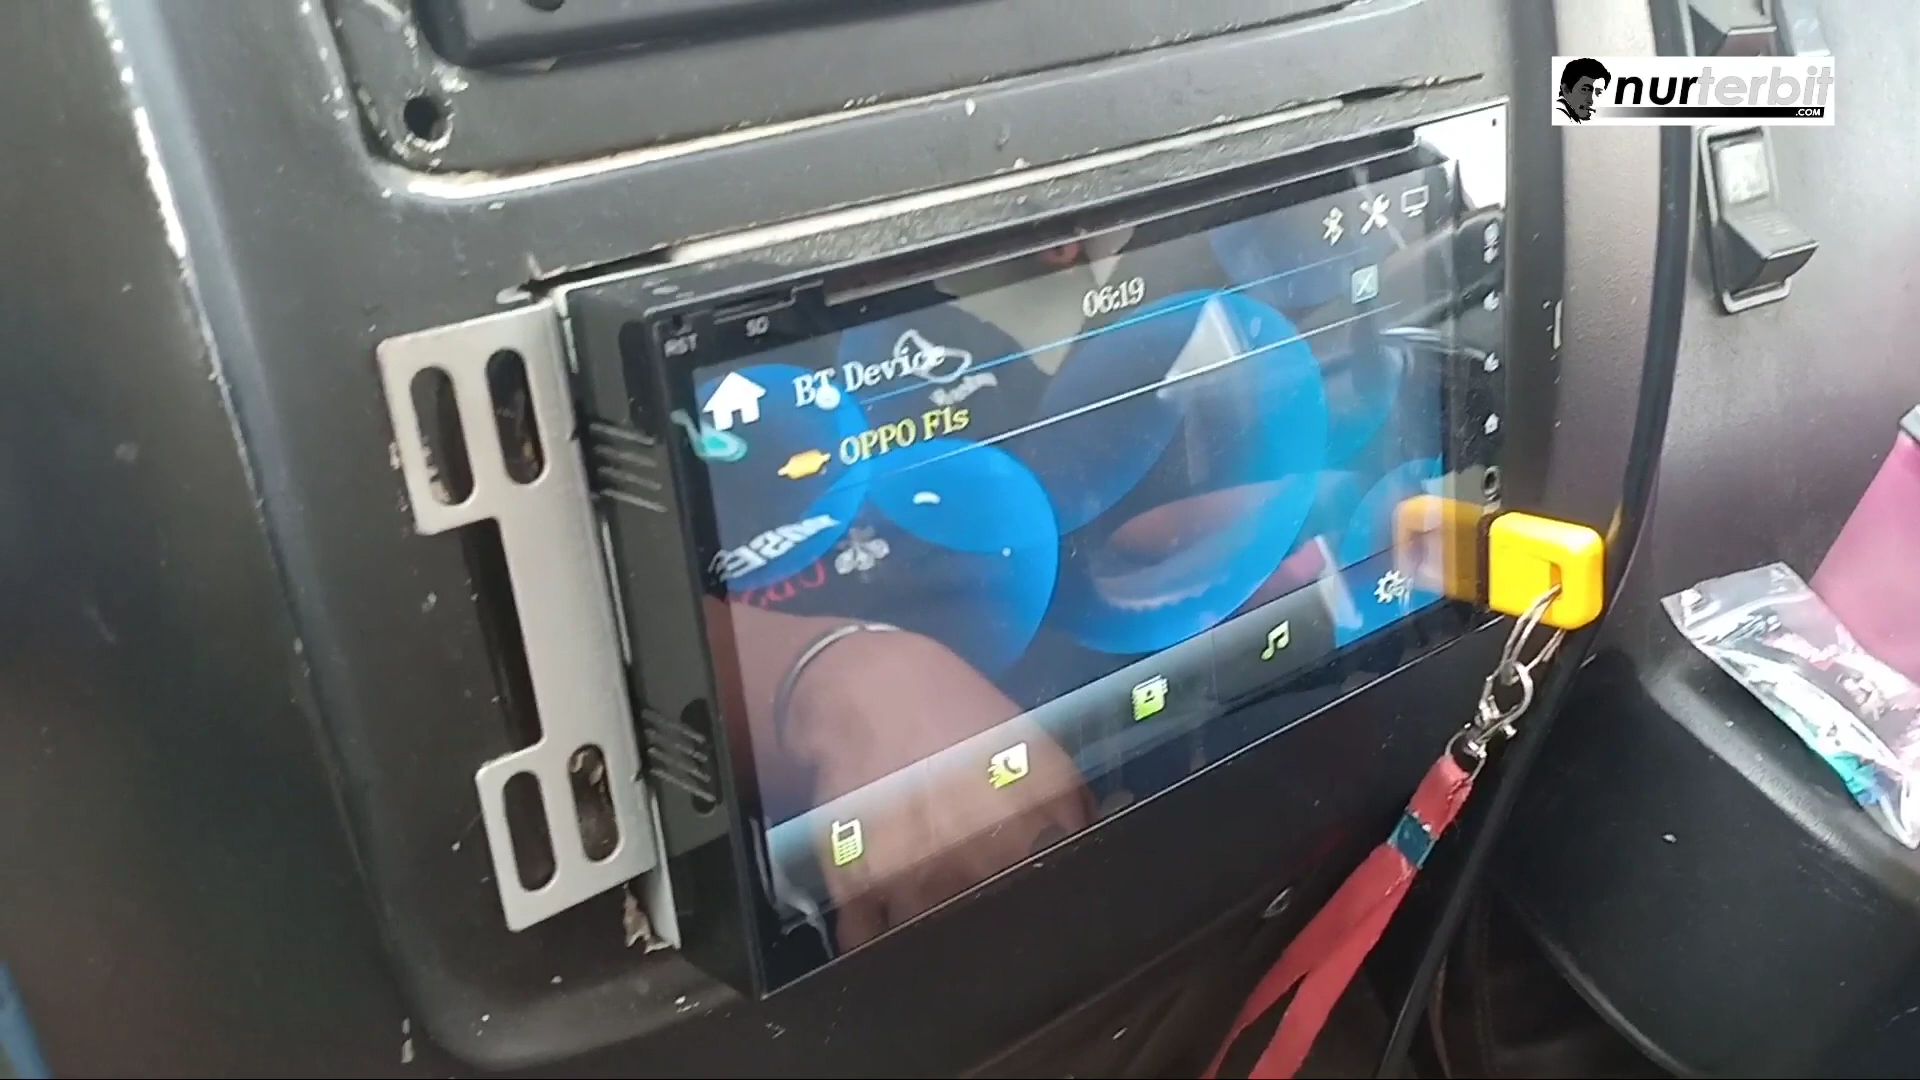 nurterbit
.COM
06:19
SD
RST
BT Device
OPPO F1s